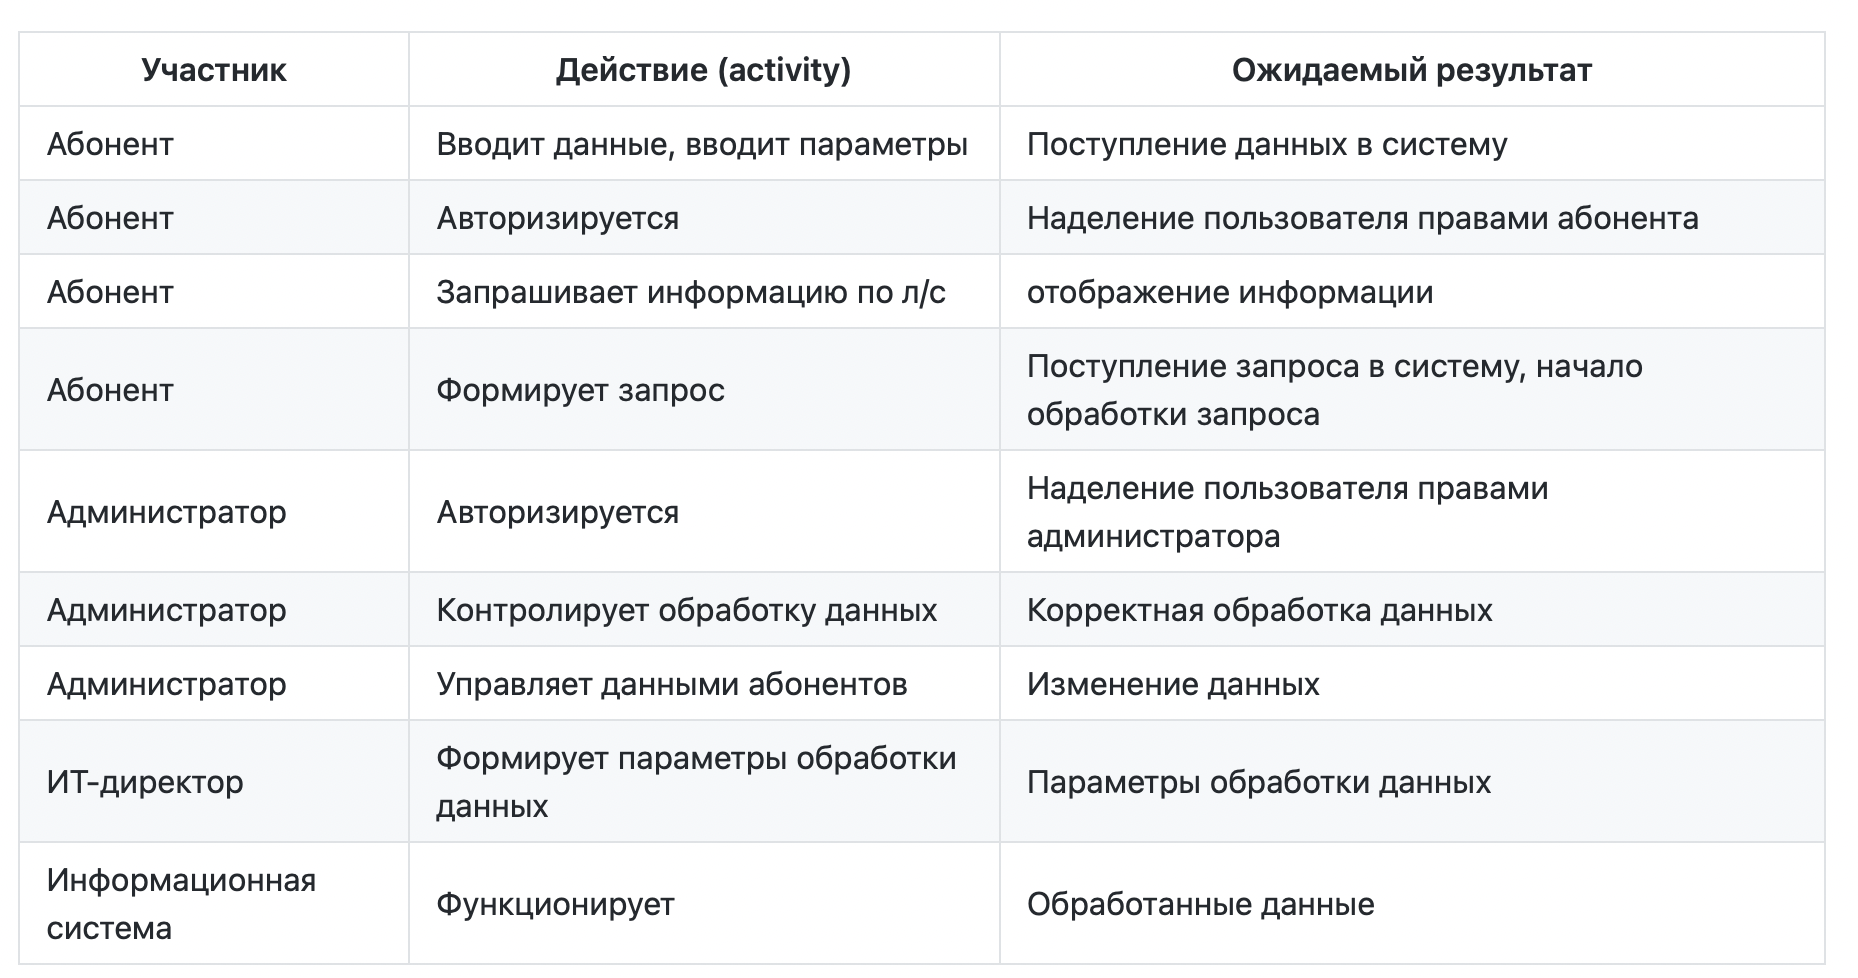 Участник Действие (activity) Ожидаемый результат
Абонент Вводит данные, вводит параметры Поступление данных в систему
Абонент Авторизируется Наделение пользователя правами абонента
Абонент Запрашивает информацию по л/с отображение информации
Абонент Формирует запрос Поступление запроса в систему, начало
обработки запроса
Администратор Авторизируется Наделение пользователя правами
администратора
Администратор Контролирует обработку данных Корректная обработка данных
Администратор Управляет данными абонентов Изменение данных
ИТ-директор Формирует параметры обработки
данных Параметры обработки данных
Информационная
система Функционирует Обработанные данные